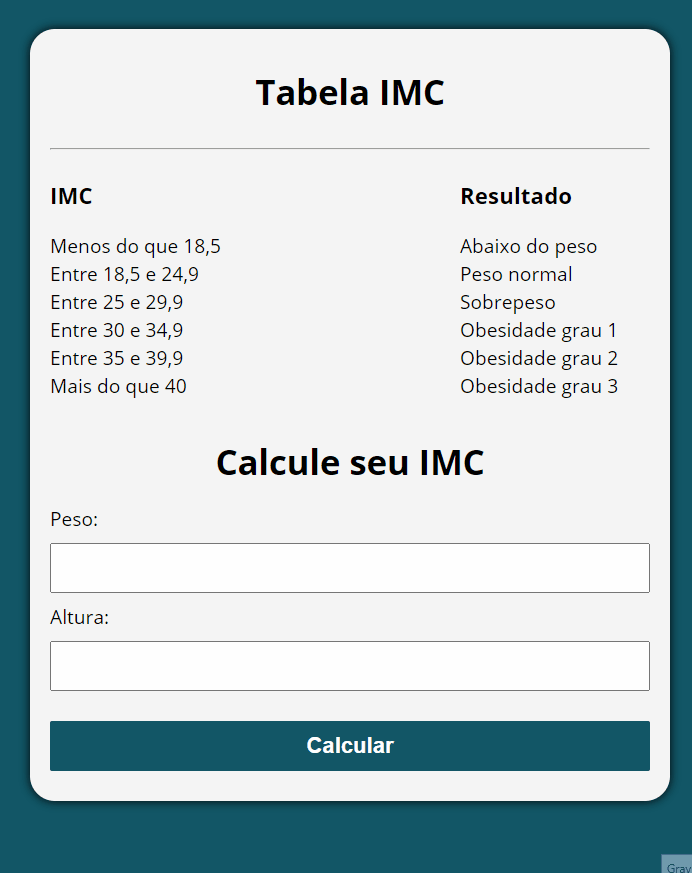 Tabela IMC
IMC Resultado
Menos do que 18,5 Abaixo do peso
Entre 18,5 e 24,9 Peso normal
Entre 25 e 29,9 Sobrepeso
Entre 30 e 34,9 Obesidade grau 1
Entre 35 e 39,9 Obesidade grau 2
Mais do que 40 Obesidade grau 3
Calcule seu IMC
Peso:
Altura:
Calcular